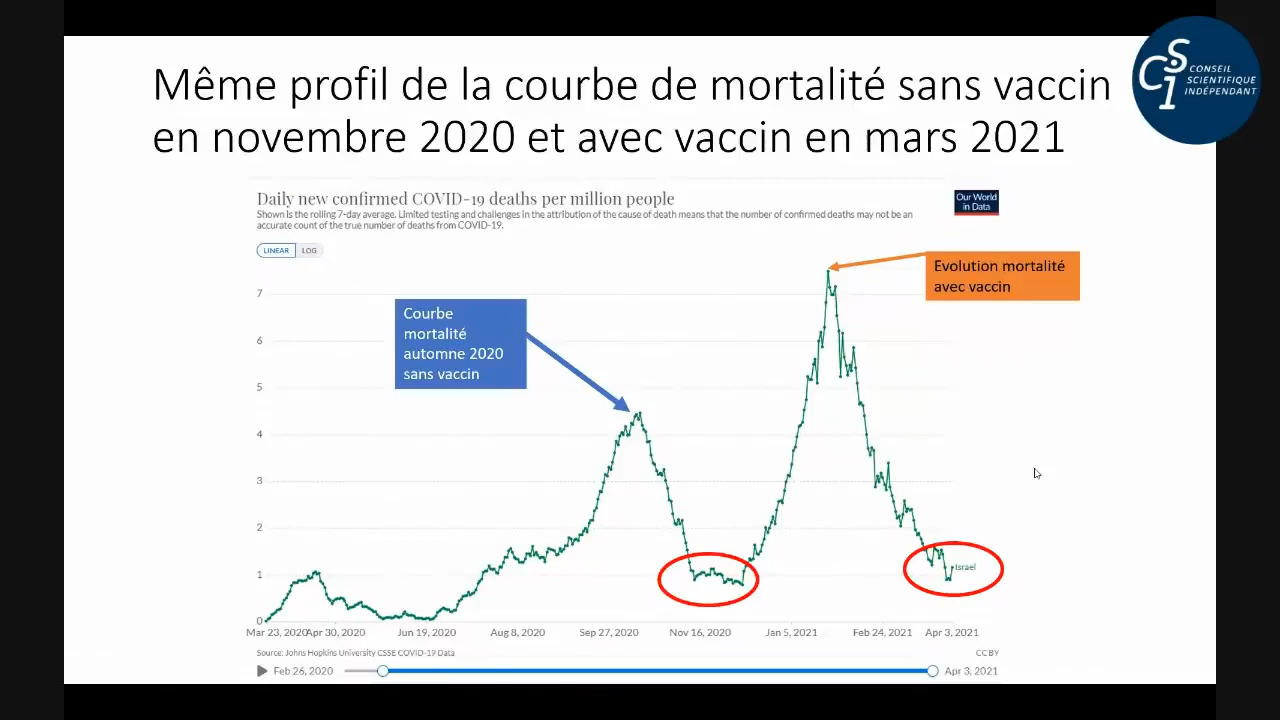 Même profil de la courbe de mortalité sans vaccin
en novembre 2020 et avec vaccin en mars 2021
CSI
CONSEIL
SCIENTIFIQUE
INDÉPENDANT
Daily new confirmed COVID-19 deaths per million people
Shown is the rolling 7-day average. Limited testing and challenges in the attribution of the cause of death means that the number of confirmed deaths may not be an
accurate count of the true number of deaths from COVID-19.
Our World
in Data
LINEAR LOG
Evolution mortalité
avec vaccin
Courbe
mortalité
automne 2020
sans vaccin
7
6
5
4
3
2
1
0
Israel
Mar 23, 2020 Apr 30, 2020 Jun 19, 2020 Aug 8, 2020 Sep 27, 2020 Nov 16, 2020 Jan 5, 2021 Feb 24, 2021 Apr 3, 2021
Source: Johns Hopkins University CSSE COVID-19 Data CC BY
Feb 26, 2020 Apr 3, 2021